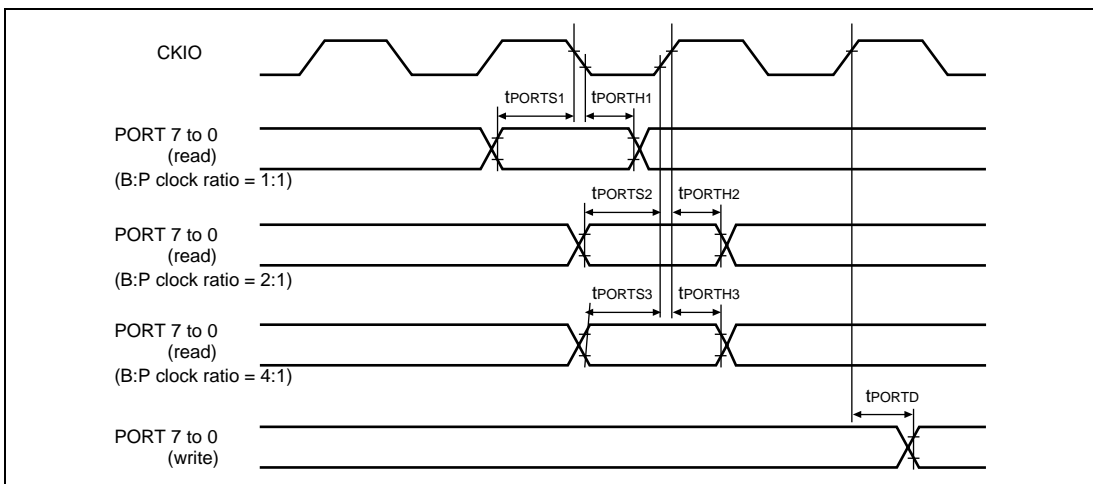 CKIO
tPORTS1 tPORTH1
PORT 7 to 0
(read)
(B:P clock ratio = 1:1)
tPORTS2 tPORTH2
PORT 7 to 0
(read)
(B:P clock ratio = 2:1)
tPORTS3 tPORTH3
PORT 7 to 0
(read)
(B:P clock ratio = 4:1)
tPORTD
PORT 7 to 0
(write)